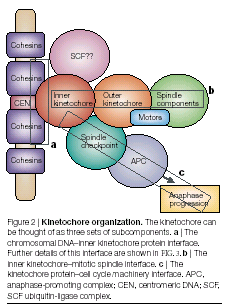 Cohesins
SCF??
Cohesins
CEN
Inner
kinetochore
Outer
kinetochore
Spindle
components
b
Motors
Cohesins
a
Spindle
checkpoint
Cohesins
APC
c
Anaphase
progression
Figure 2 | Kinetochore organization. The kinetochore can
be thought of as three sets of subcomponents. a | The
chromosomal DNA–inner kinetochore protein interface.
Further details of this interface are shown in FIG. 3. b | The
inner kinetochore–mitotic spindle interface. c | The
kinetochore protein–cell cycle machinery interface. APC,
anaphase-promoting complex; CEN, centromeric DNA; SCF,
SCF ubiquitin-ligase complex.